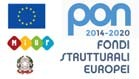 pon
2014-2020
MIUR
FONDI
STRUTTURALI
EUROPEI